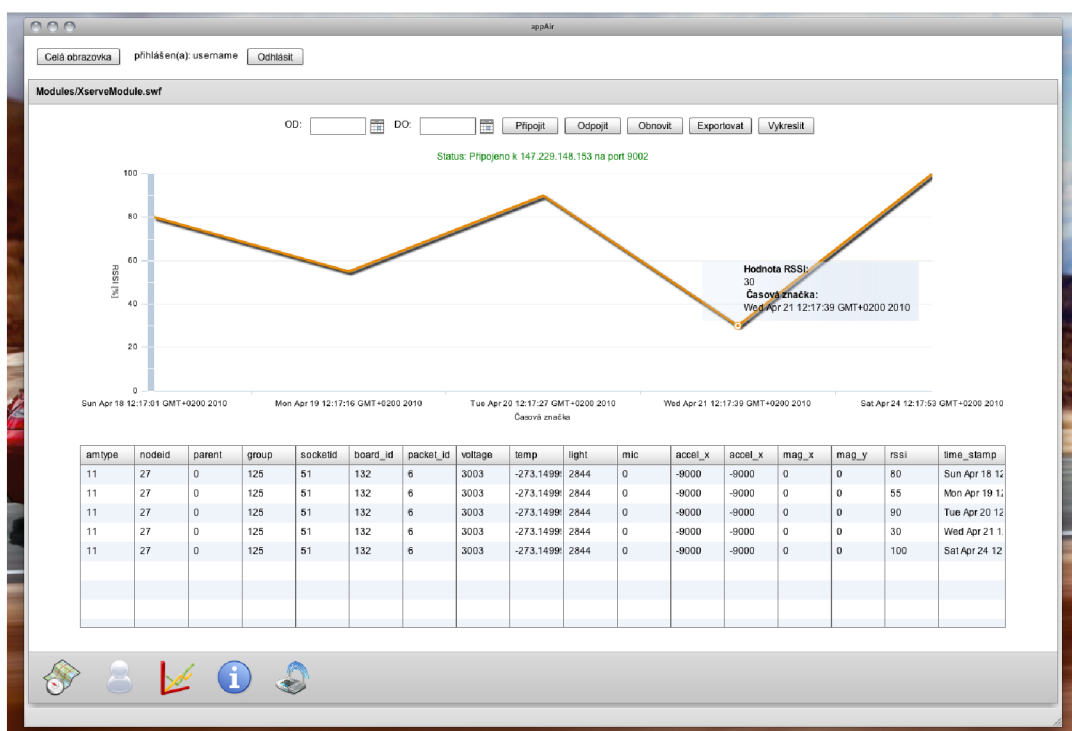 appAir
Celá obrazovka přihlášen(a): username Odhlásit
Modules/XserveModule.swf
OD: DO: Připojit Odpojit Obnovit Exportovat Vykreslit
Status: Připojeno k 147.229.148.153 na port 9002
100
80
60
40
20
0
RSSI [%]
Hodnota RSSI:
30
Časová značka:
Wed Apr 21 12:17:39 GMT+0200 2010
Sun Apr 18 12:17:01 GMT+0200 2010 Mon Apr 19 12:17:16 GMT+0200 2010 Tue Apr 20 12:17:27 GMT+0200 2010 Wed Apr 21 12:17:39 GMT+0200 2010 Sat Apr 24 12:17:53 GMT+0200 2010
Časová značka
amtype nodeid parent group socketid board_id packet_id voltage temp light mic accel_x accel_x mag_x mag_y rssi time_stamp
11 27 0 125 51 132 6 3003 -273.1499 2844 0 -9000 -9000 0 0 80 Sun Apr 18 12
11 27 0 125 51 132 6 3003 -273.1499 2844 0 -9000 -9000 0 0 55 Mon Apr 19 12
11 27 0 125 51 132 6 3003 -273.1499 2844 0 -9000 -9000 0 0 90 Tue Apr 20 12
11 27 0 125 51 132 6 3003 -273.1499 2844 0 -9000 -9000 0 0 30 Wed Apr 21 1
11 27 0 125 51 132 6 3003 -273.1499 2844 0 -9000 -9000 0 0 100 Sat Apr 24 12